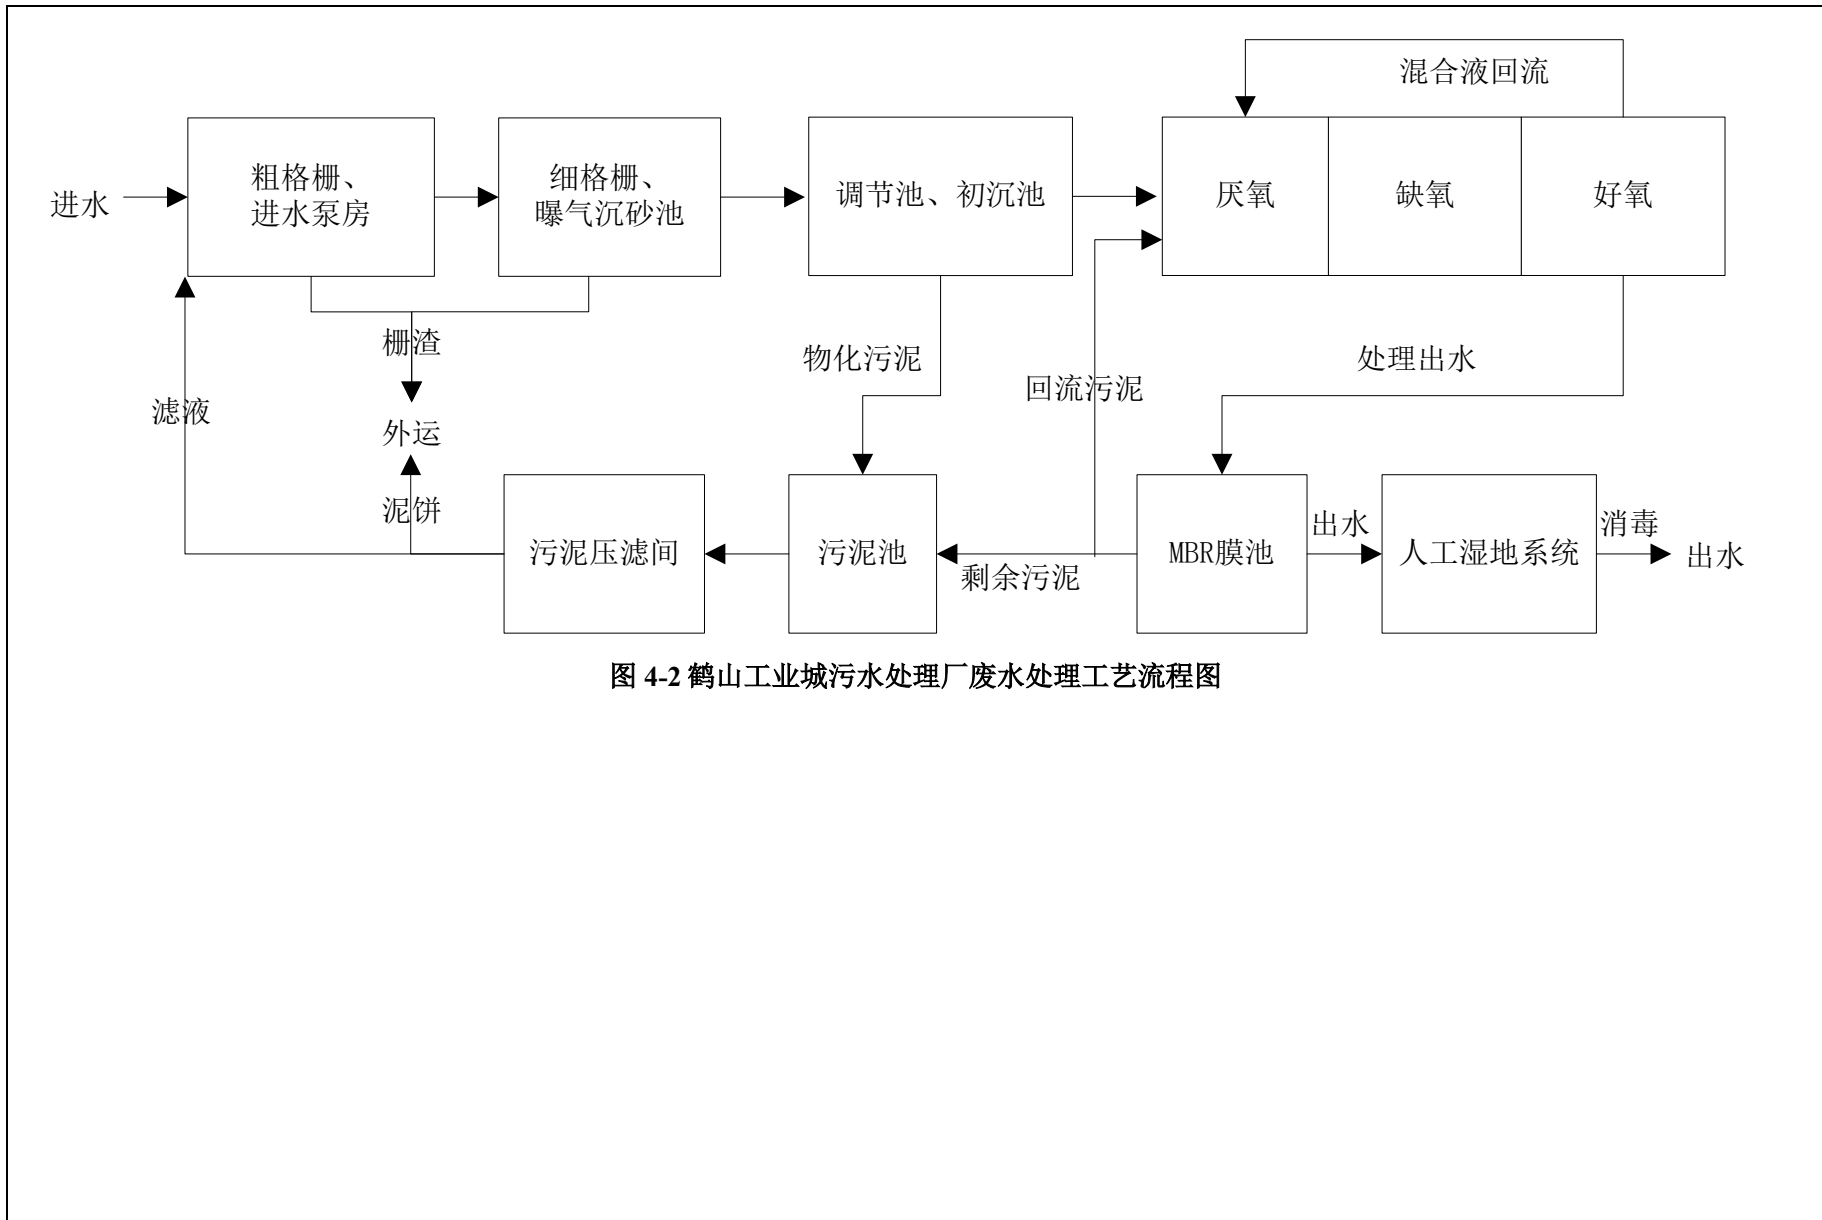 混合液回流
进水
粗格栅、
进水泵房
细格栅、
曝气沉砂池
调节池、初沉池
厌氧
缺氧
好氧
栅渣
物化污泥
回流污泥
处理出水
滤液
外运
泥饼
污泥压滤间
污泥池
剩余污泥
MBR膜池
出水
人工湿地系统
消毒
出水
图 4-2 鹤山工业城污水处理厂废水处理工艺流程图